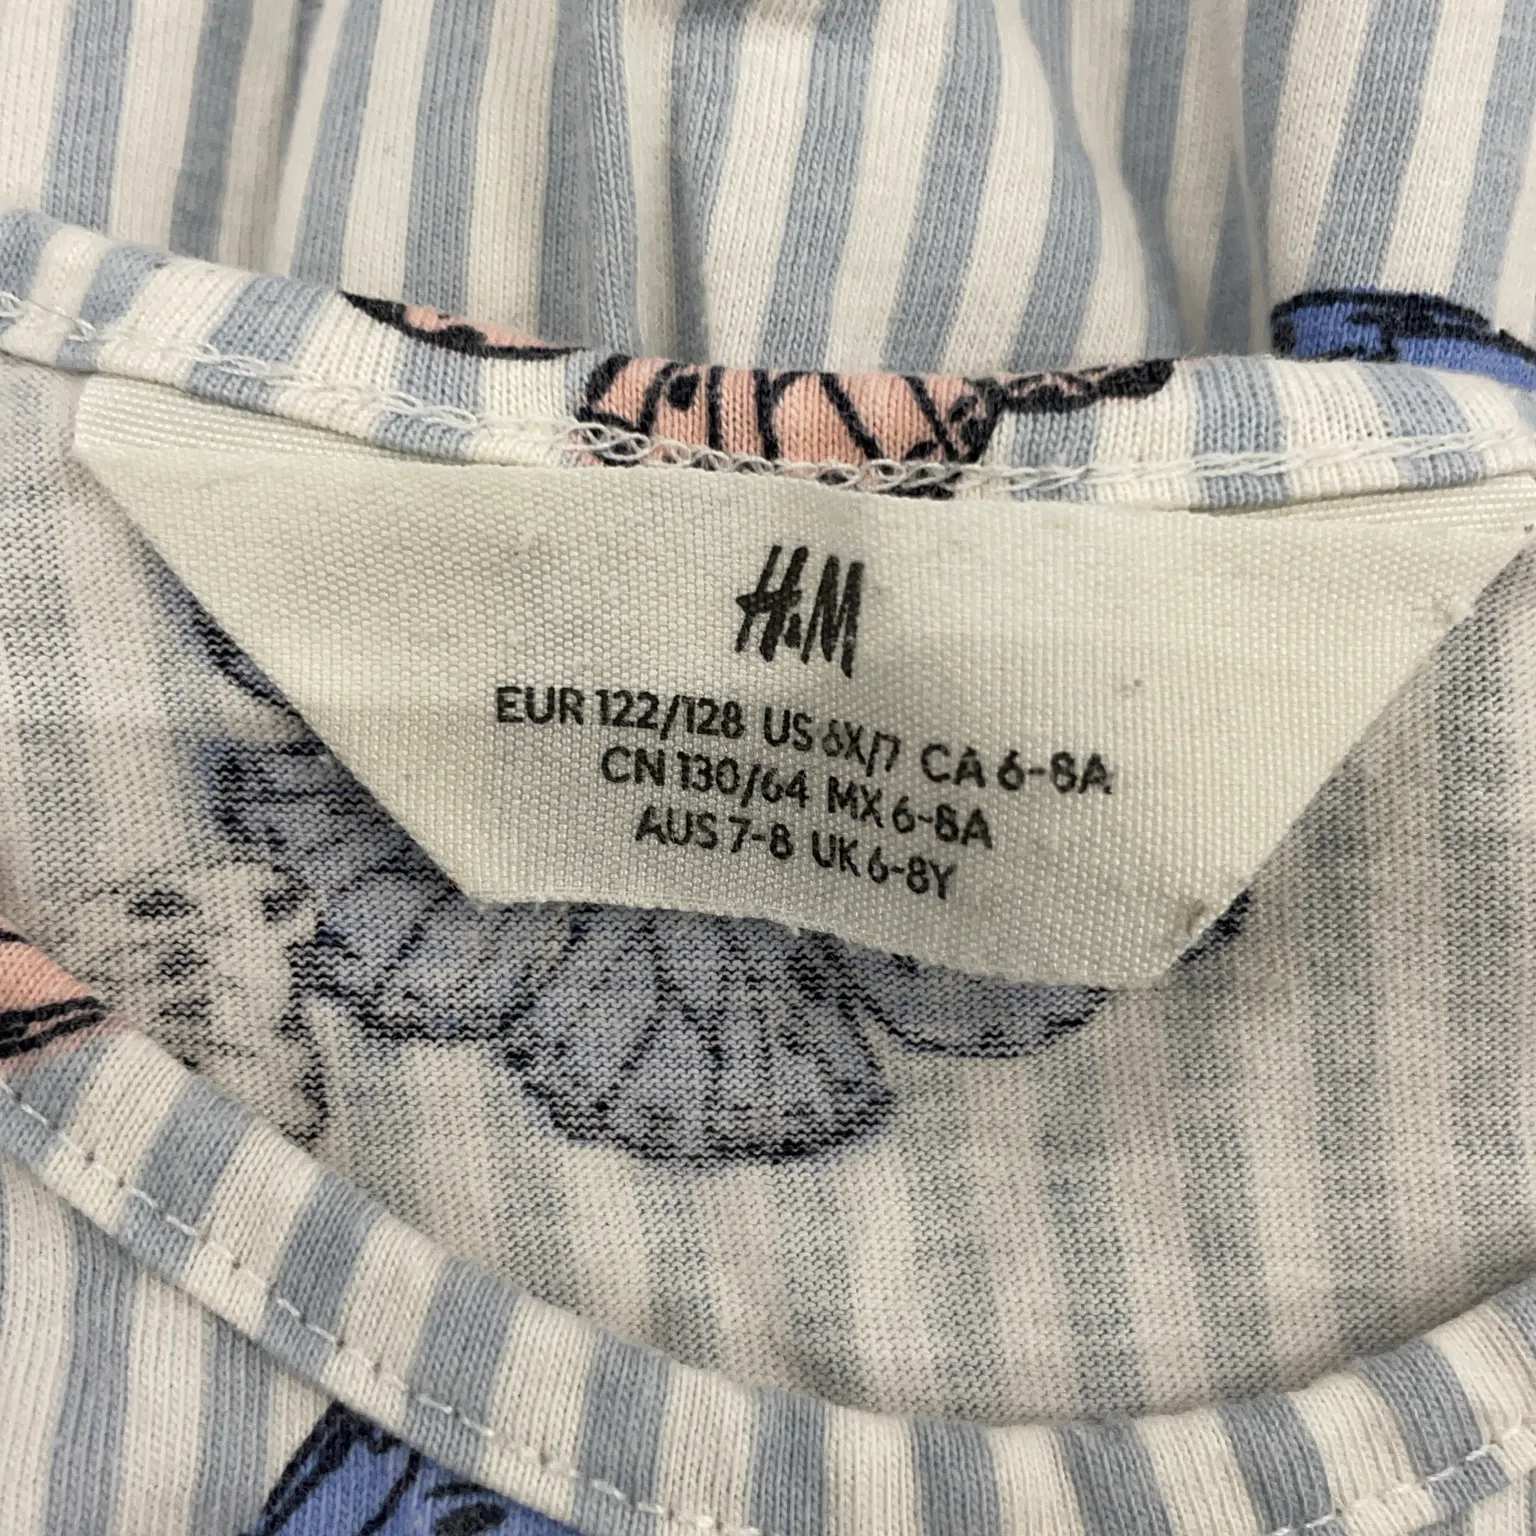 H&M
EUR 122/128 US 6X/7 CA 6-8A
CN 130/64 MX 6-8A
AUS 7-8 UK 6-8Y